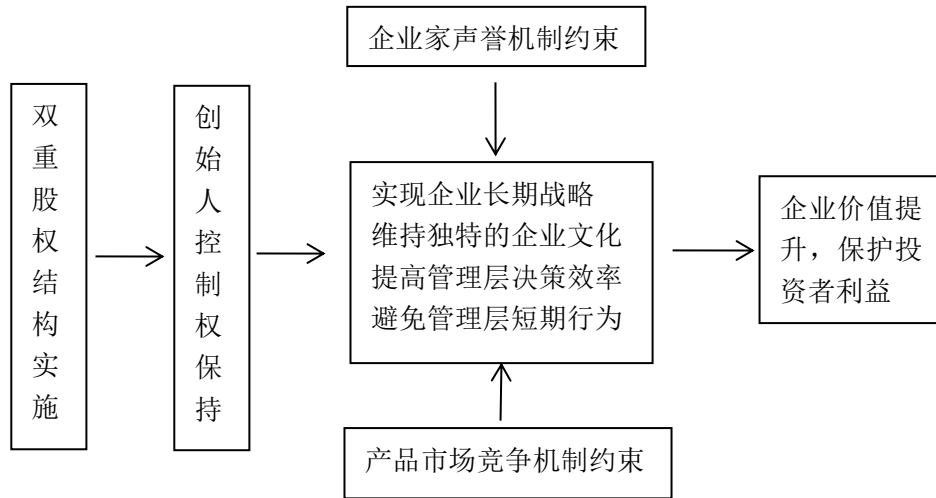 企业家声誉机制约束
双重股权结构实施
创始人控制权保持
实现企业长期战略
维持独特的企业文化
提高管理层决策效率
避免管理层短期行为
企业价值提
升，保护投
资者利益
产品市场竞争机制约束